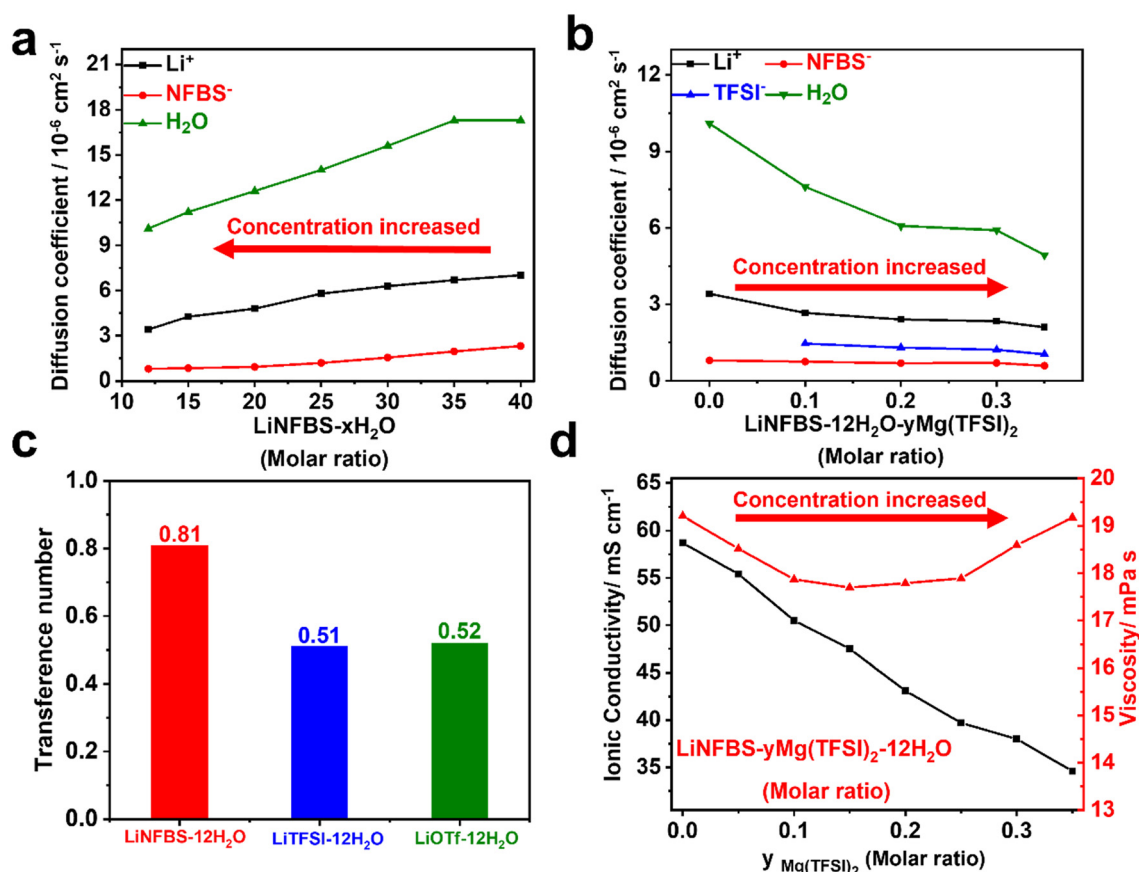 a
Diffusion coefficient / 10⁻⁶ cm² s⁻¹
21
18
15
12
9
6
3
0
Li⁺
NFBS⁻
H₂O
Concentration increased
10 15 20 25 30 35 40
LiNFBS-xH₂O
(Molar ratio)
b
Diffusion coefficient / 10⁻⁶ cm² s⁻¹
12
9
6
3
0
Li⁺ NFBS⁻
TFSI⁻ H₂O
Concentration increased
0.0 0.1 0.2 0.3
LiNFBS-12H₂O-yMg(TFSI)₂
(Molar ratio)
c
Transference number
1.0
0.8
0.6
0.4
0.2
0.0
0.81
0.51
0.52
LiNFBS-12H₂O LiTFSI-12H₂O LiOTf-12H₂O
d
Ionic Conductivity/ mS cm⁻¹
65
60
55
50
45
40
35
Concentration increased
LiNFBS-yMg(TFSI)₂-12H₂O
(Molar ratio)
20
19
18
17
16
15
14
13
Viscosity/ mPa s
0.0 0.1 0.2 0.3
y Mg(TFSI)₂ (Molar ratio)